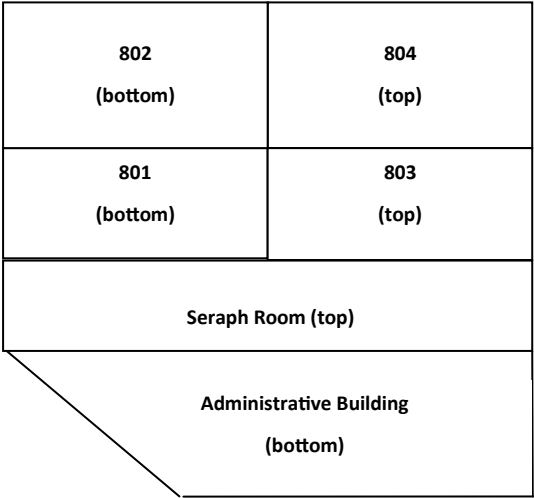 802
(bottom)
804
(top)
801
(bottom)
803
(top)
Seraph Room (top)
Administrative Building
(bottom)